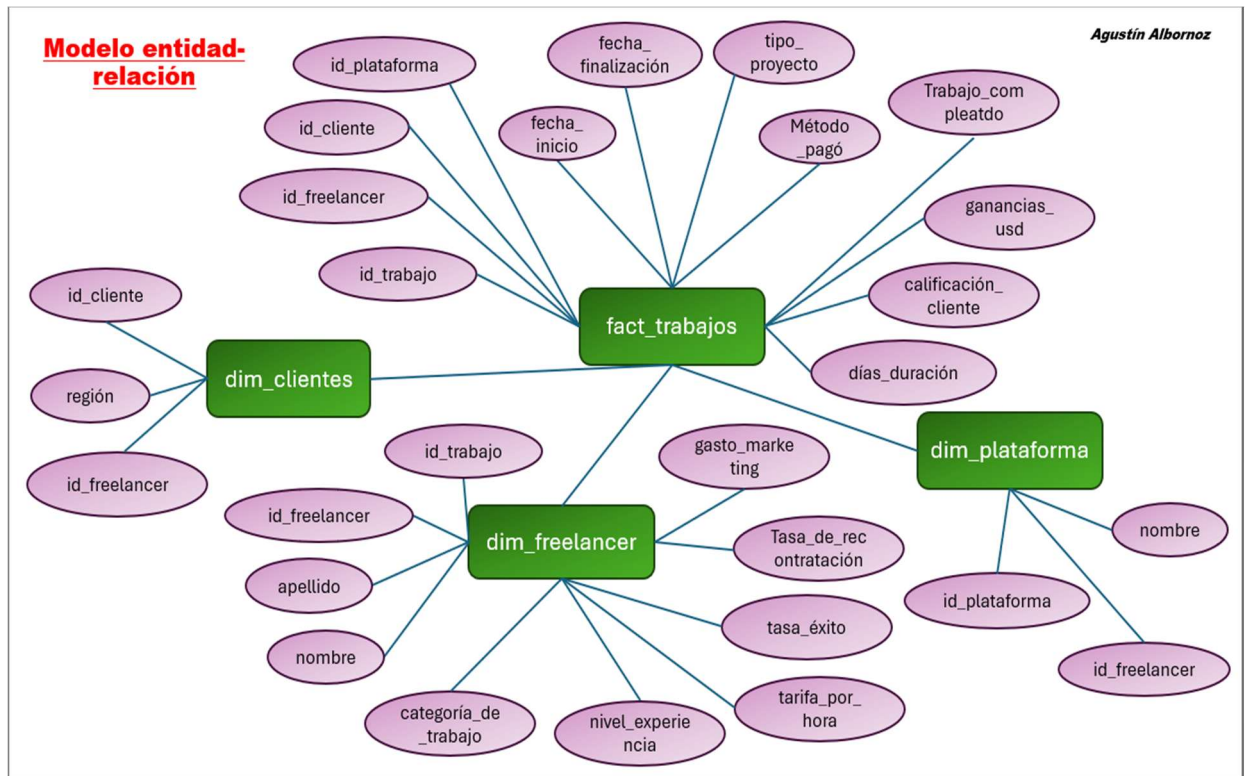 Modelo entidad-
relación
Agustín Albornoz
id_plataforma
fecha_
finalización
tipo_
proyecto
Trabajo_com
pleatdo
id_cliente
fecha_
inicio
Método
_pagó
id_freelancer
ganancias_
usd
id_trabajo
calificación_
cliente
id_cliente
fact_trabajos
días_duración
dim_clientes
región
id_freelancer
id_trabajo
gasto_marke
ting
dim_plataforma
id_freelancer
dim_freelancer
Tasa_de_rec
ontratación
nombre
apellido
id_plataforma
tasa_éxito
nombre
id_freelancer
categoría_de
_trabajo
nivel_experie
ncia
tarifa_por_
hora